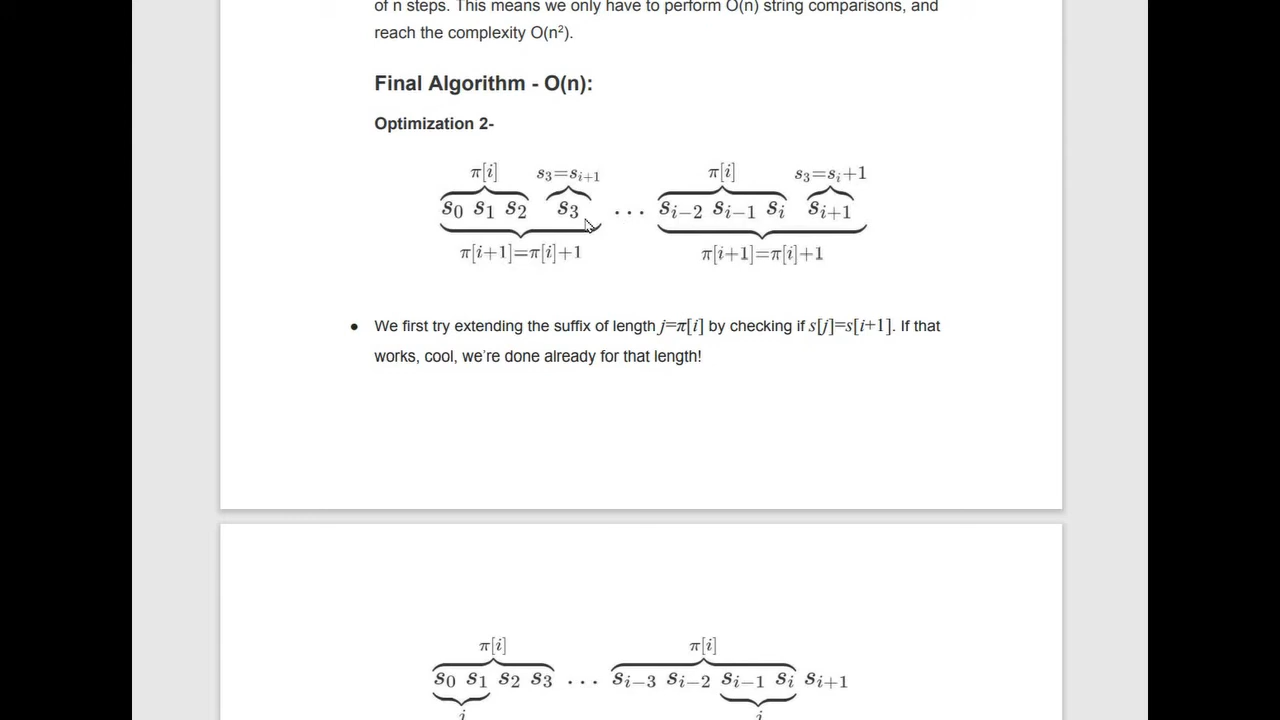 of n steps. This means we only have to perform O(n) string comparisons, and
reach the complexity O(n²).
Final Algorithm - O(n):
Optimization 2-
π[i] s₃=sᵢ₊₁ π[i] s₃=sᵢ+1
s₀ s₁ s₂ s₃ ... sᵢ₋₂ sᵢ₋₁ sᵢ sᵢ₊₁
π[i+1]=π[i]+1 π[i+1]=π[i]+1
● We first try extending the suffix of length j=π[i] by checking if s[j]=s[i+1]. If that
works, cool, we're done already for that length!
π[i] π[i]
s₀ s₁ s₂ s₃ ... sᵢ₋₃ sᵢ₋₂ sᵢ₋₁ sᵢ sᵢ₊₁
j j